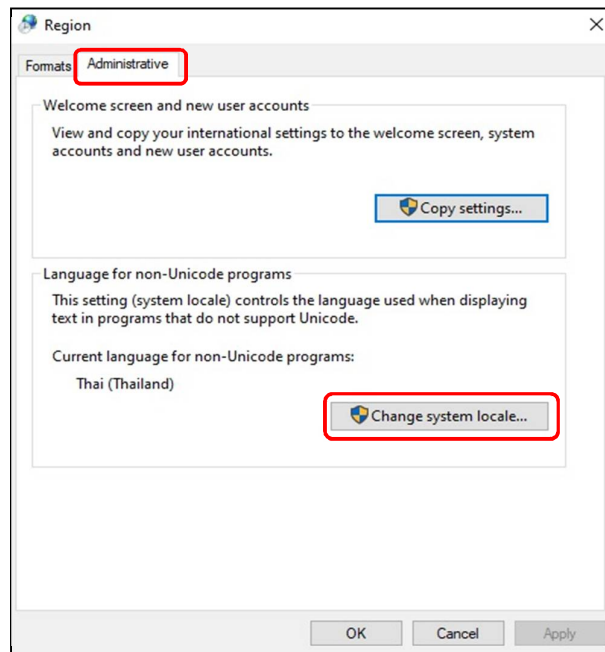 Region
Formats Administrative
Welcome screen and new user accounts
View and copy your international settings to the welcome screen, system
accounts and new user accounts.
Copy settings...
Language for non-Unicode programs
This setting (system locale) controls the language used when displaying
text in programs that do not support Unicode.
Current language for non-Unicode programs:
Thai (Thailand)
Change system locale...
OK Cancel Apply